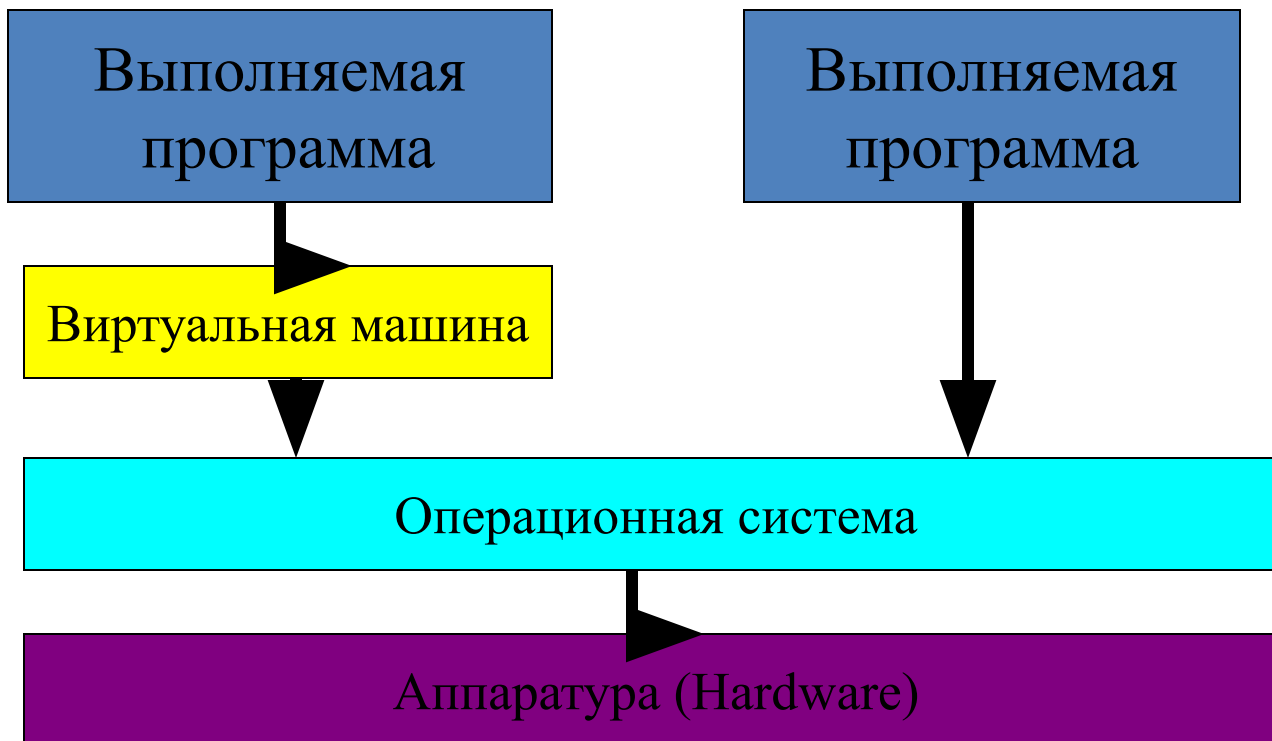 Выполняемая
программа
Выполняемая
программа
Виртуальная машина
Операционная система
Аппаратура (Hardware)